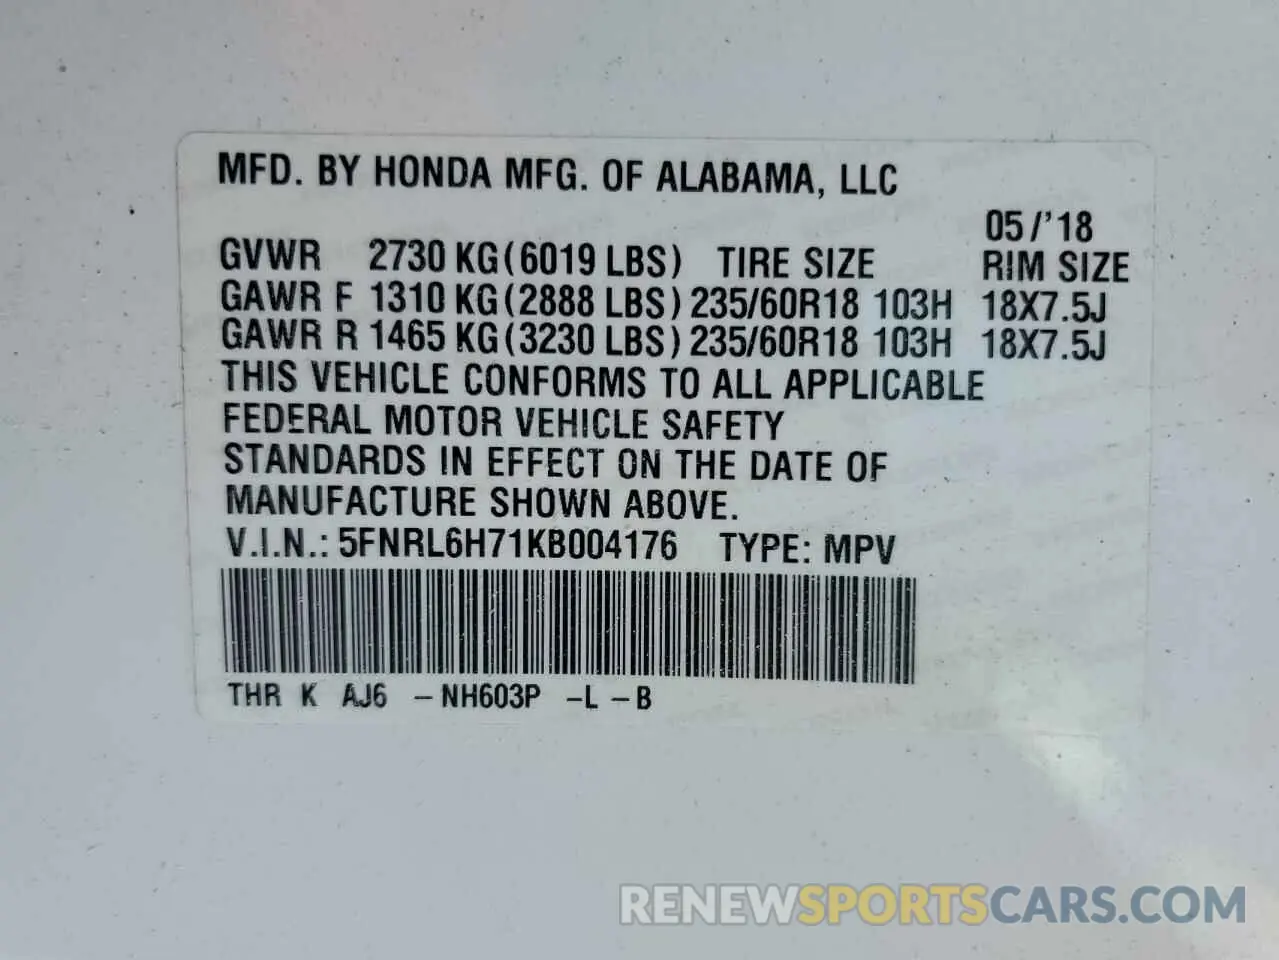 MFD. BY HONDA MFG. OF ALABAMA, LLC
05/'18
GVWR 2730 KG(6019 LBS) TIRE SIZE RIM SIZE
GAWR F 1310 KG(2888 LBS) 235/60R18 103H 18X7.5J
GAWR R 1465 KG(3230 LBS) 235/60R18 103H 18X7.5J
THIS VEHICLE CONFORMS TO ALL APPLICABLE
FEDERAL MOTOR VEHICLE SAFETY
STANDARDS IN EFFECT ON THE DATE OF
MANUFACTURE SHOWN ABOVE.
V.I.N.: 5FNRL6H71KB004176 TYPE: MPV
THR K AJ6 -NH603P -L -B
RENEWSPORTSCARS.COM